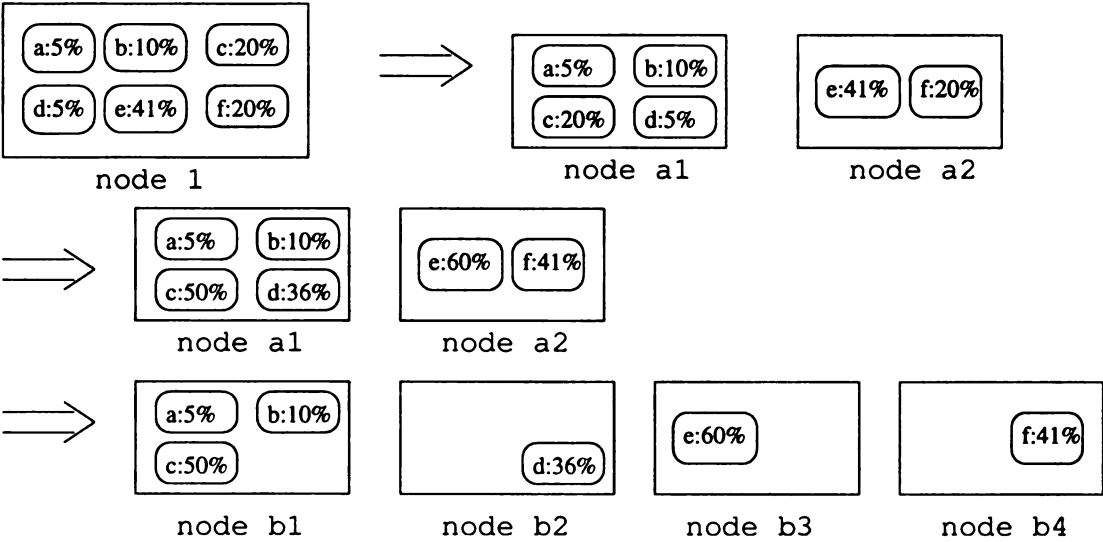 a:5% b:10% c:20%
d:5% e:41% f:20%
node 1
a:5% b:10%
c:20% d:5%
node a1
e:41% f:20%
node a2
a:5% b:10%
c:50% d:36%
node a1
e:60% f:41%
node a2
a:5% b:10%
c:50%
node b1
d:36%
node b2
e:60%
node b3
f:41%
node b4